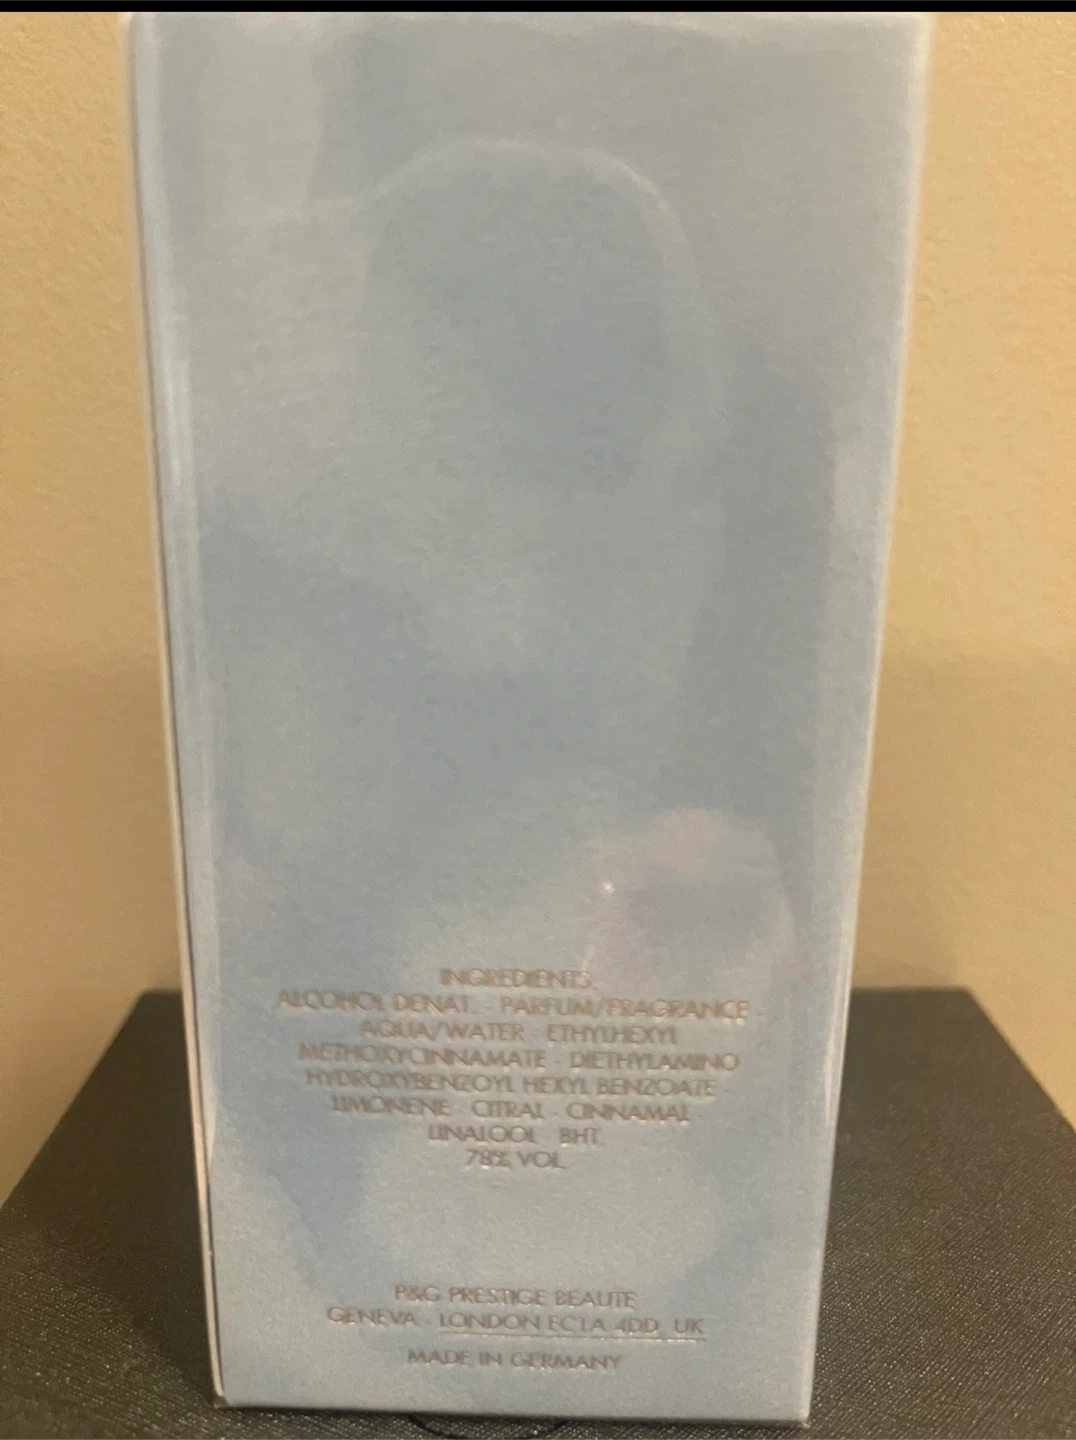 INGREDIENTS:
ALCOHOL DENAT. · PARFUM/FRAGRANCE ·
AQUA/WATER · ETHYLHEXYL
METHOXYCINNAMATE · DIETHYLAMINO
HYDROXYBENZOYL HEXYL BENZOATE ·
LIMONENE · CITRAL · CINNAMAL
LINALOOL BHT.
78% VOL.
P&G PRESTIGE BEAUTE
GENEVA · LONDON EC1A 4DD, UK
MADE IN GERMANY